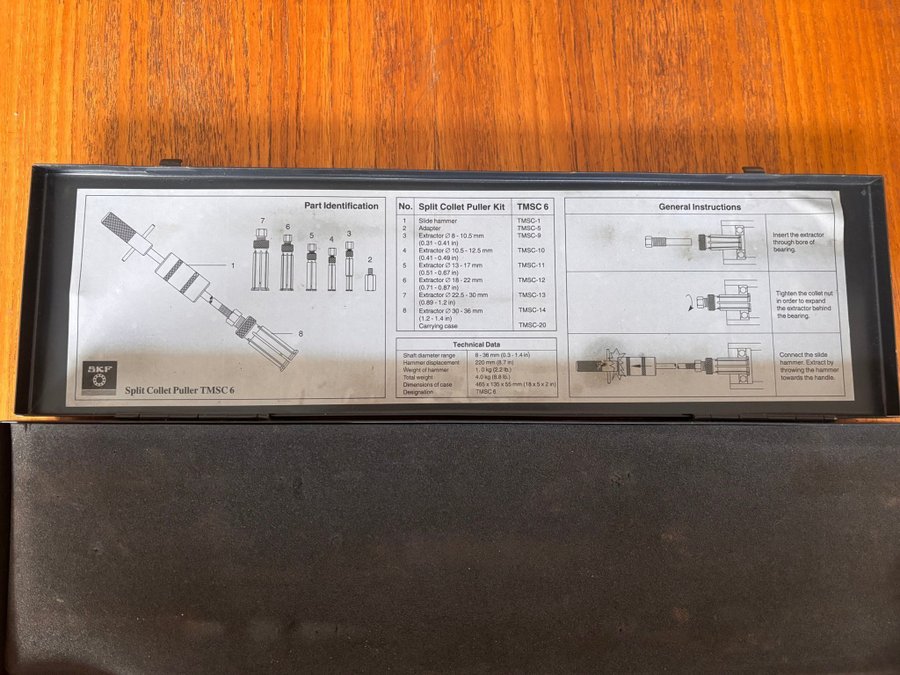 Part Identification
7
6
5
4
3
2
1
8
SKF
Split Collet Puller TMSC 6
No. Split Collet Puller Kit TMSC 6
1 Slide hammer TMSC-1
2 Adapter TMSC-5
3 Extractor Ø 8 - 10.5 mm TMSC-9
(0.31 - 0.41 in)
4 Extractor Ø 10.5 - 12.5 mm TMSC-10
(0.41 - 0.49 in)
5 Extractor Ø 13 - 17 mm TMSC-11
(0.51 - 0.67 in)
6 Extractor Ø 18 - 22 mm TMSC-12
(0.71 - 0.87 in)
7 Extractor Ø 22.5 - 30 mm TMSC-13
(0.89 - 1.2 in)
8 Extractor Ø 30 - 36 mm TMSC-14
(1.2 - 1.4 in)
Carrying case TMSC-20
Technical Data
Shaft diameter range 8 - 36 mm (0.3 - 1.4 in)
Hammer displacement 220 mm (8.7 in)
Weight of hammer 1.0 kg (2.2 lb.)
Total weight 4.0 kg (8.8 lb.)
Dimensions of case 465 x 130 x 55 mm (18 x 5 x 2 in)
Designation TMSC 6
General Instructions
Insert the extractor
through bore of
bearing.
Tighten the collet nut
in order to expand
the extractor behind
the bearing.
Connect the slide
hammer. Extract by
throwing the hammer
towards the handle.